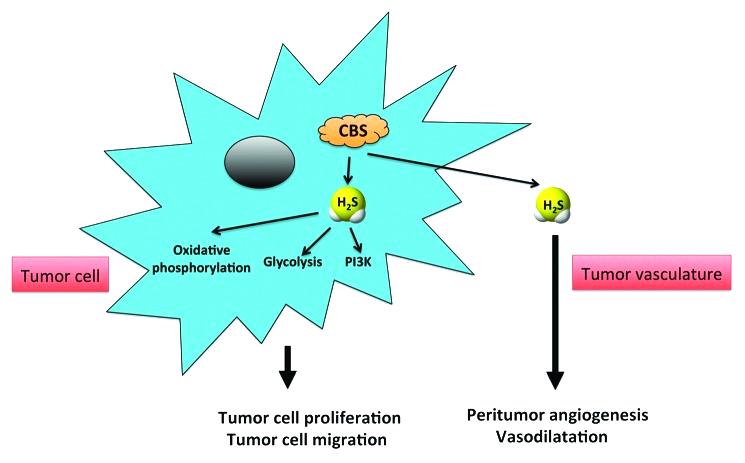 CBS
H₂S
H₂S
Oxidative
phosphorylation
Glycolysis
PI3K
Tumor cell
Tumor vasculature
Tumor cell proliferation
Tumor cell migration
Peritumor angiogenesis
Vasodilatation